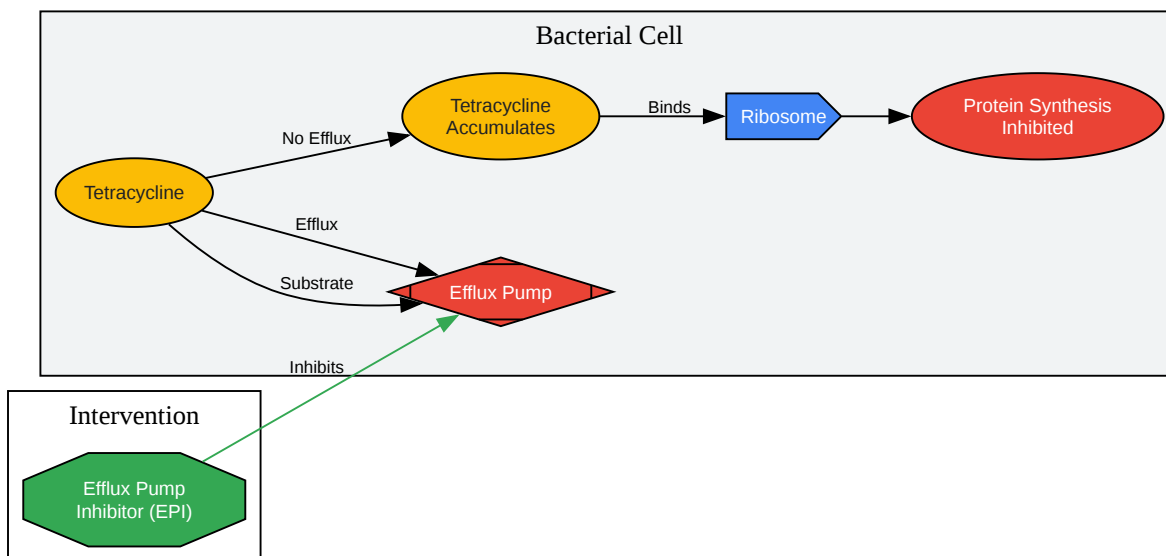 Bacterial Cell
Tetracycline
Accumulates
Binds
Ribosome
Protein Synthesis
Inhibited
No Efflux
Tetracycline
Efflux
Substrate
Efflux Pump
Inhibits
Intervention
Efflux Pump
Inhibitor (EPI)